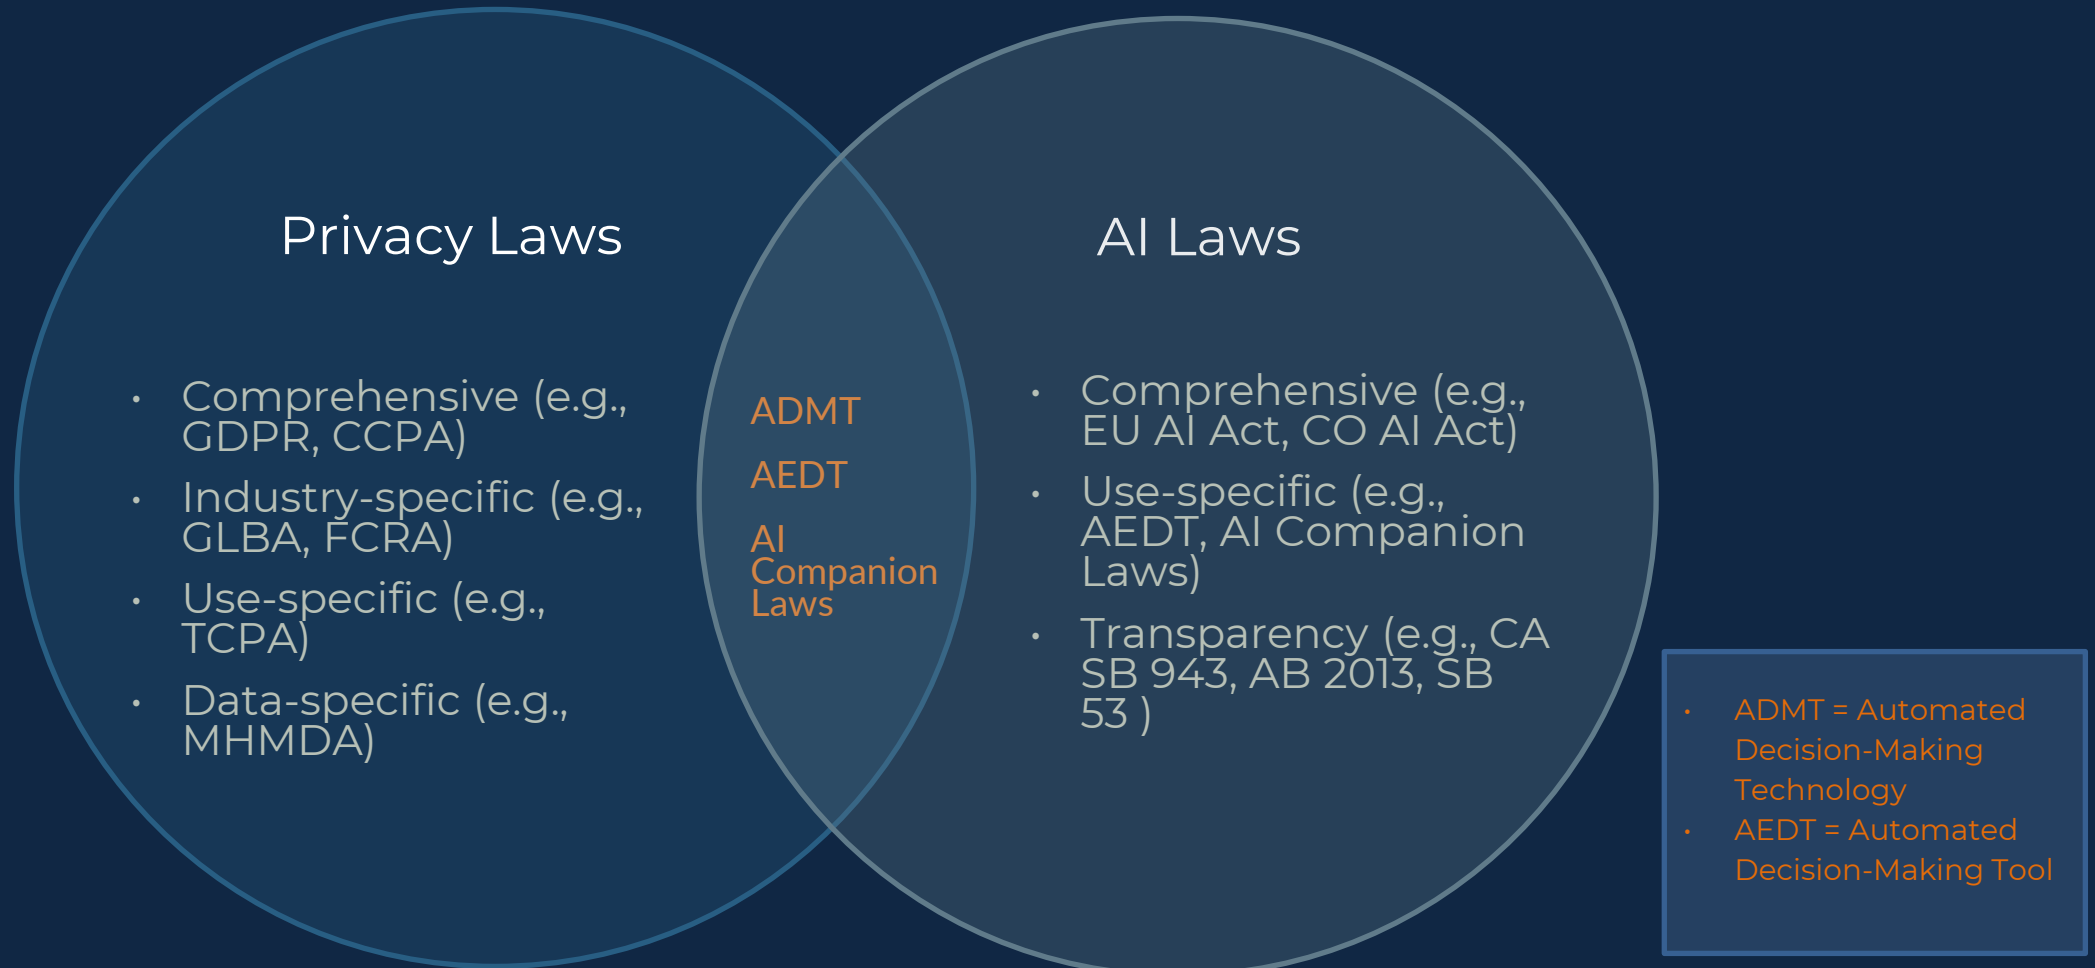 Privacy Laws
• Comprehensive (e.g.,
GDPR, CCPA)
• Industry-specific (e.g.,
GLBA, FCRA)
• Use-specific (e.g.,
TCPA)
• Data-specific (e.g.,
MHMDA)
ADMT
AEDT
AI
Companion
Laws
AI Laws
• Comprehensive (e.g.,
EU AI Act, CO AI Act)
• Use-specific (e.g.,
AEDT, AI Companion
Laws)
• Transparency (e.g., CA
SB 943, AB 2013, SB
53 )
• ADMT = Automated
Decision-Making
Technology
• AEDT = Automated
Decision-Making Tool